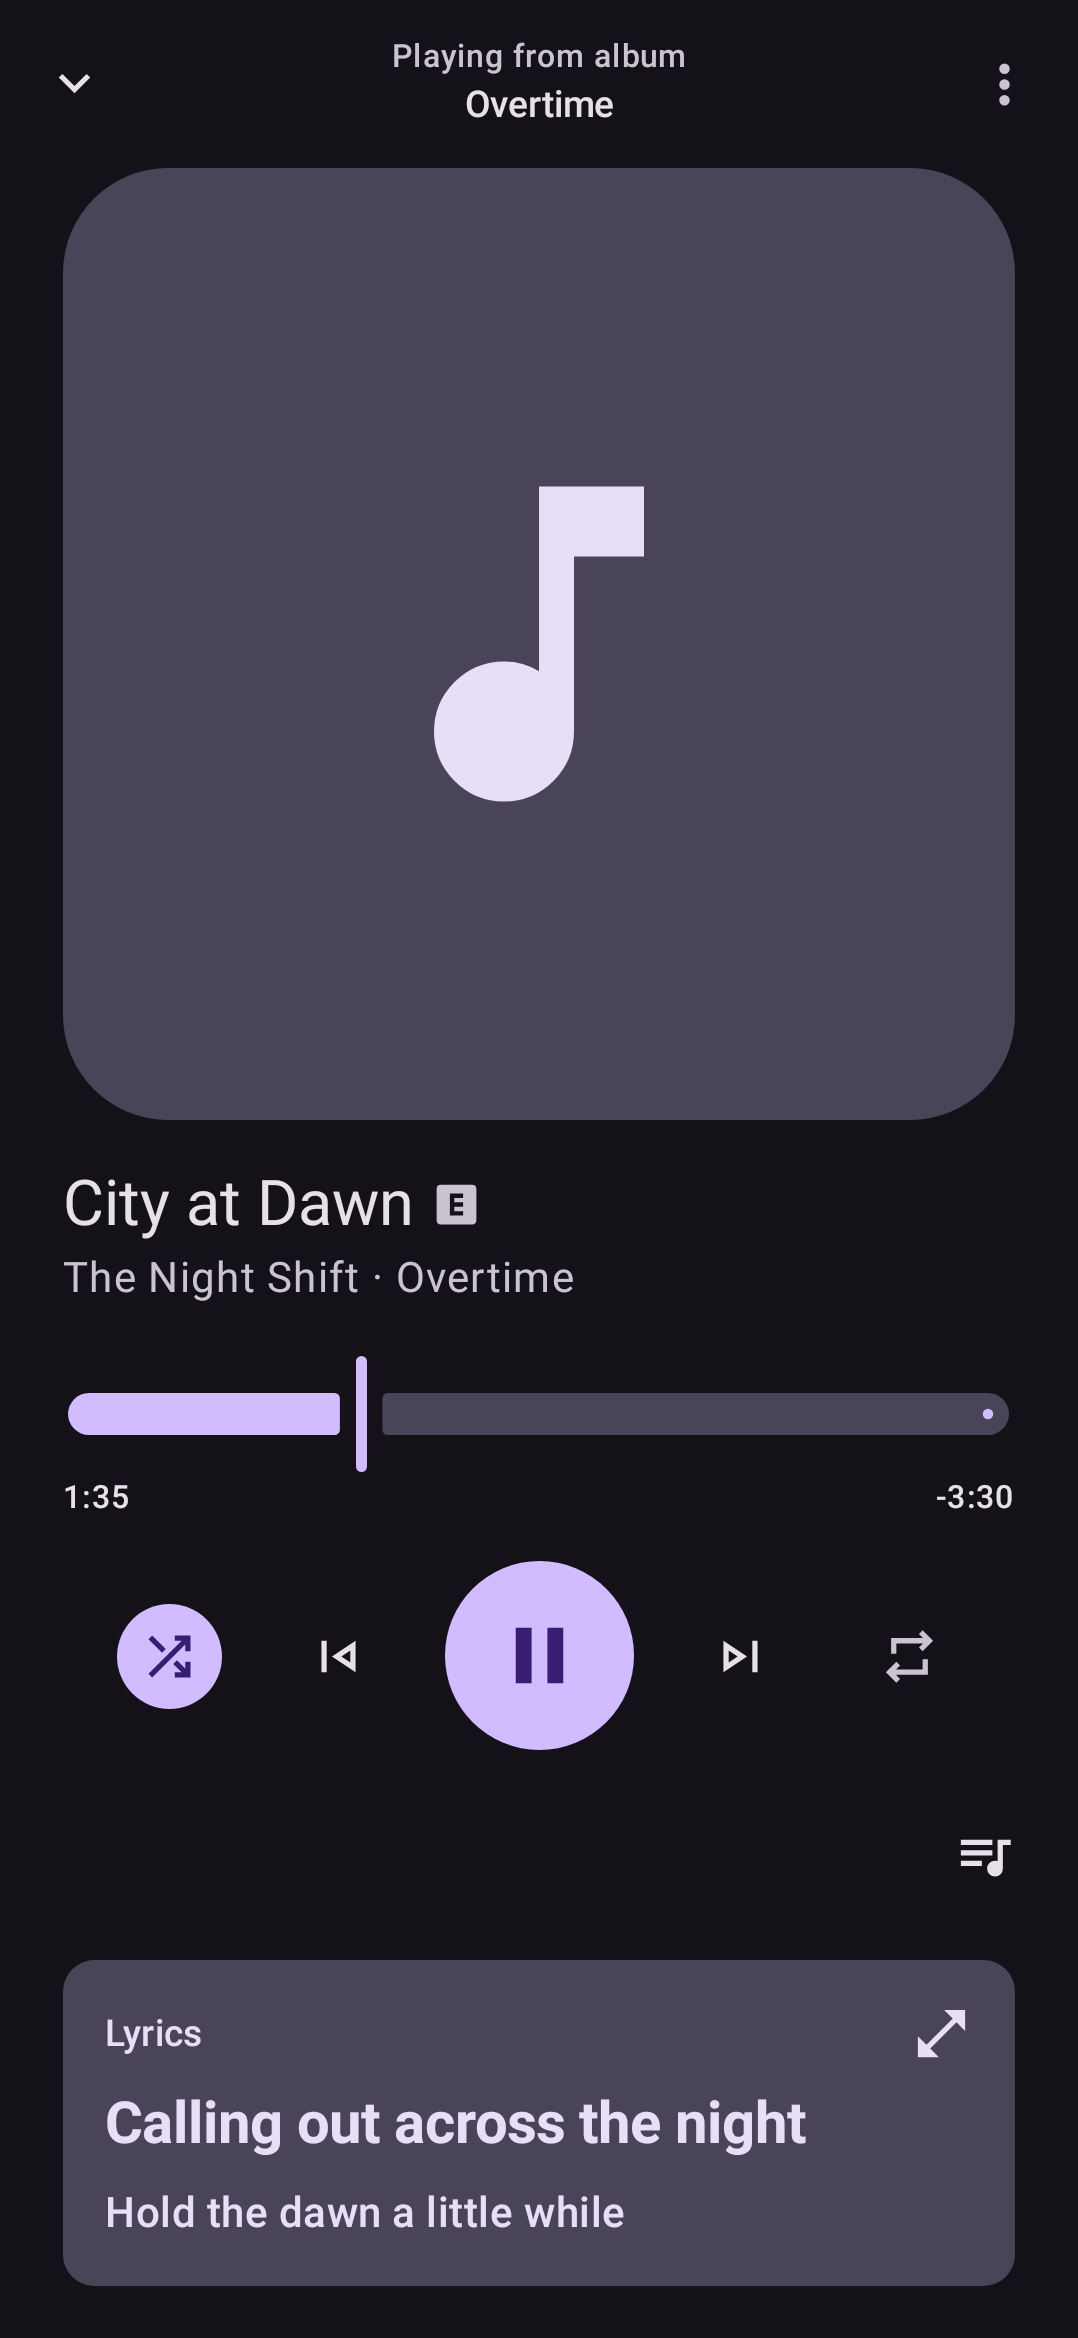 Playing from album
Overtime
City at Dawn E
The Night Shift · Overtime
1:35
-3:30
Lyrics
Calling out across the night
Hold the dawn a little while